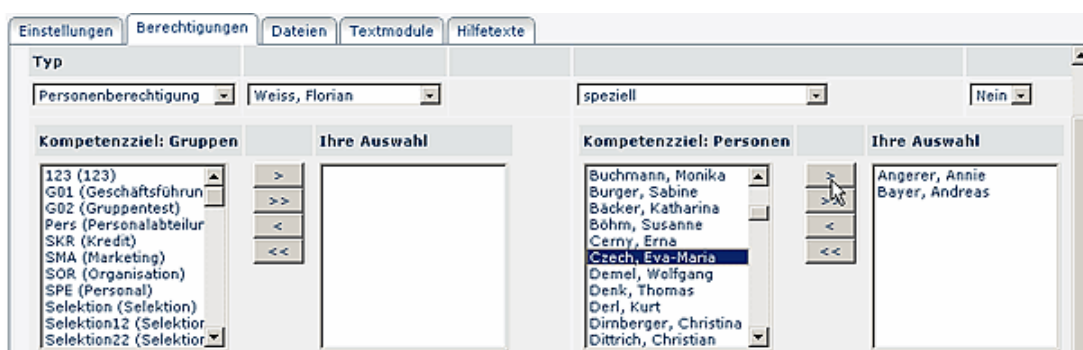 Einstellungen Berechtigungen Dateien Textmodule Hilfetexte
Typ
Personenberechtigung Weiss, Florian speziell Nein
Kompetenzziel: Gruppen Ihre Auswahl Kompetenzziel: Personen Ihre Auswahl
123 (123)
G01 (Geschäftsführun
G02 (Gruppentest)
Pers (Personalabteilur
SKR (Kredit)
SMA (Marketing)
SOR (Organisation)
SPE (Personal)
Selektion (Selektion)
Selektion12 (Selektior
Selektion22 (Selektior
>
>>
<
<<
Buchmann, Monika
Burger, Sabine
Bäcker, Katharina
Böhm, Susanne
Cerny, Erna
Czech, Eva-Maria
Demel, Wolfgang
Denk, Thomas
Derl, Kurt
Dirnberger, Christina
Dittrich, Christian
>
>>
<
<<
Angerer, Annie
Bayer, Andreas